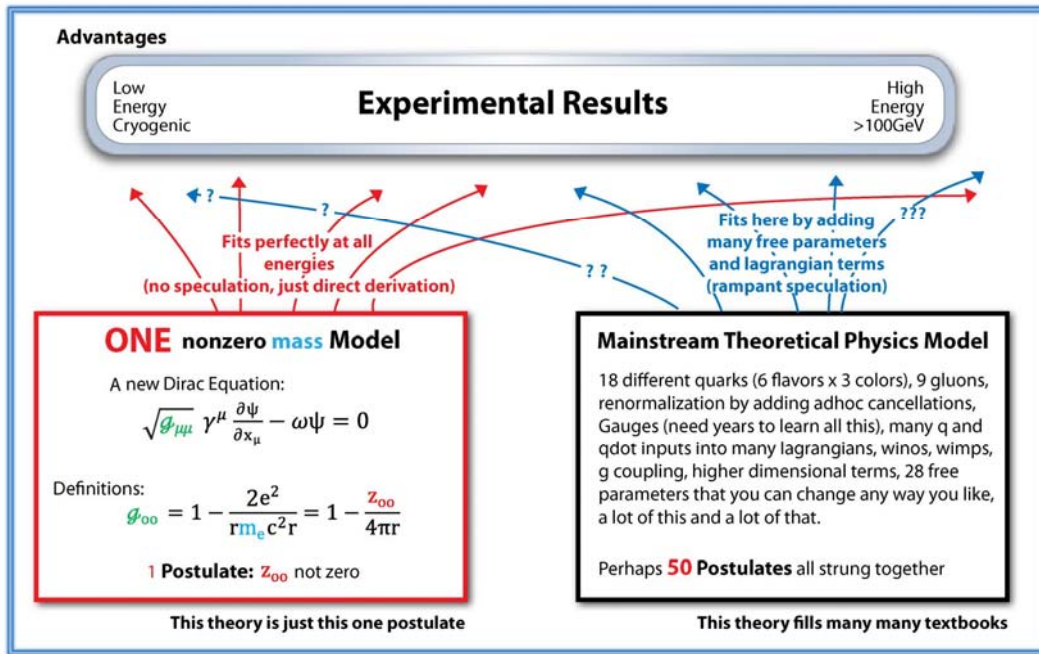 Advantages
Low
Energy
Cryogenic
Experimental Results
High
Energy
>100GeV
?
?
? ?
???
Fits perfectly at all
energies
(no speculation, just direct derivation)
Fits here by adding
many free parameters
and lagrangian terms
(rampant speculation)
ONE nonzero mass Model
A new Dirac Equation:
√g_μμ γ^μ ∂ψ/∂x_μ − ωψ = 0
Definitions:
g_oo = 1 − 2e²/(rm_ec²r) = 1 − z_oo/(4πr)
1 Postulate: z_oo not zero
This theory is just this one postulate
Mainstream Theoretical Physics Model
18 different quarks (6 flavors x 3 colors), 9 gluons,
renormalization by adding adhoc cancellations,
Gauges (need years to learn all this), many q and
qdot inputs into many lagrangians, winos, wimps,
g coupling, higher dimensional terms, 28 free
parameters that you can change any way you like,
a lot of this and a lot of that.
Perhaps 50 Postulates all strung together
This theory fills many many textbooks